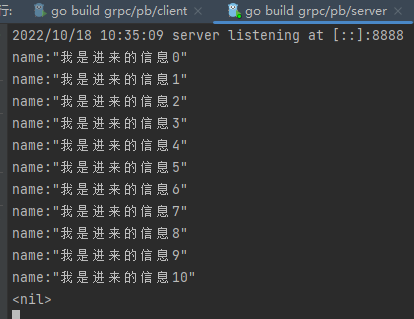 行: go build grpc/pb/client × go build grpc/pb/server ×
2022/10/18 10:35:09 server listening at [::]:8888
name:"我是进来的信息0"
name:"我是进来的信息1"
name:"我是进来的信息2"
name:"我是进来的信息3"
name:"我是进来的信息4"
name:"我是进来的信息5"
name:"我是进来的信息6"
name:"我是进来的信息7"
name:"我是进来的信息8"
name:"我是进来的信息9"
name:"我是进来的信息10"
<nil>